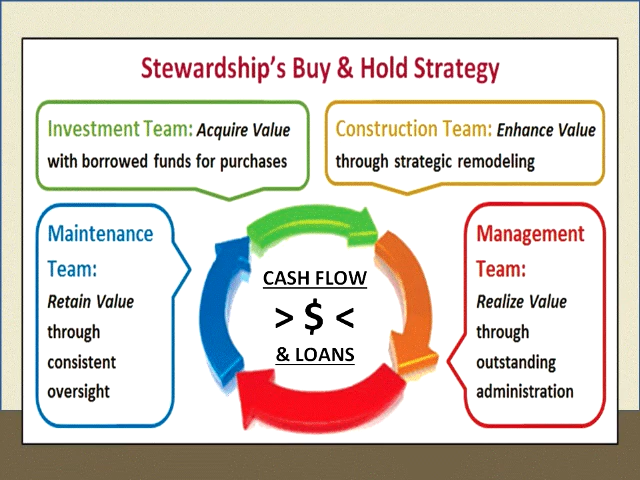 Stewardship's Buy & Hold Strategy
Investment Team: Acquire Value
with borrowed funds for purchases
Construction Team: Enhance Value
through strategic remodeling
Maintenance
Team:
Retain Value
through
consistent
oversight
CASH FLOW
> $ <
& LOANS
Management
Team:
Realize Value
through
outstanding
administration